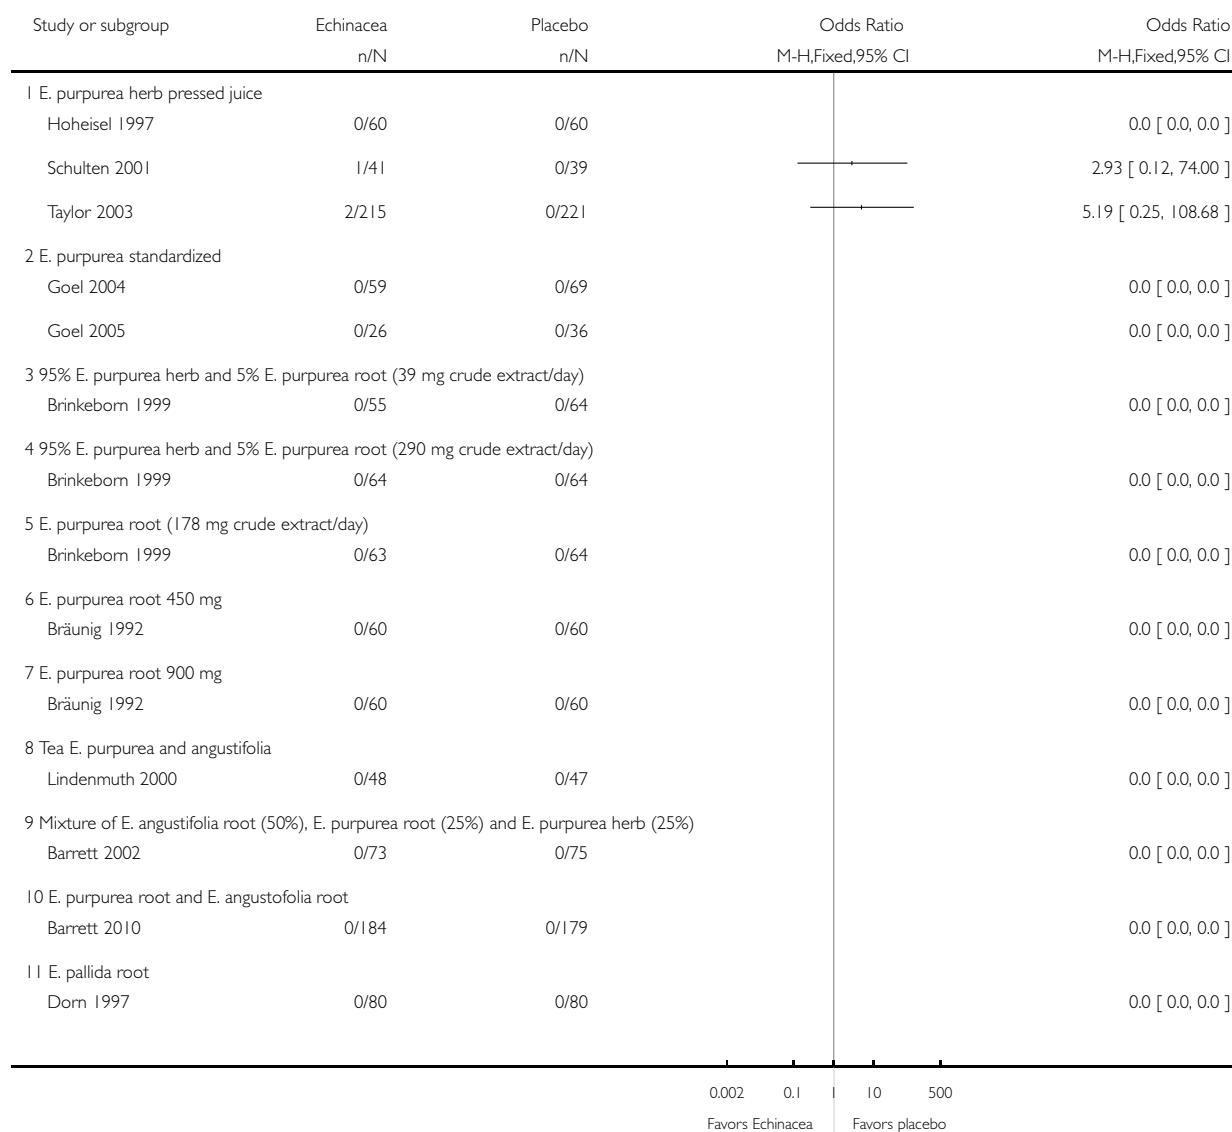 Study or subgroup Echinacea Placebo Odds Ratio Odds Ratio
n/N n/N M-H,Fixed,95% CI M-H,Fixed,95% CI
1 E. purpurea herb pressed juice
Hoheisel 1997 0/60 0/60 0.0 [ 0.0, 0.0 ]
Schulten 2001 1/41 0/39 2.93 [ 0.12, 74.00 ]
Taylor 2003 2/215 0/221 5.19 [ 0.25, 108.68 ]
2 E. purpurea standardized
Goel 2004 0/59 0/69 0.0 [ 0.0, 0.0 ]
Goel 2005 0/26 0/36 0.0 [ 0.0, 0.0 ]
3 95% E. purpurea herb and 5% E. purpurea root (39 mg crude extract/day)
Brinkeborn 1999 0/55 0/64 0.0 [ 0.0, 0.0 ]
4 95% E. purpurea herb and 5% E. purpurea root (290 mg crude extract/day)
Brinkeborn 1999 0/64 0/64 0.0 [ 0.0, 0.0 ]
5 E. purpurea root (178 mg crude extract/day)
Brinkeborn 1999 0/63 0/64 0.0 [ 0.0, 0.0 ]
6 E. purpurea root 450 mg
Bräunig 1992 0/60 0/60 0.0 [ 0.0, 0.0 ]
7 E. purpurea root 900 mg
Bräunig 1992 0/60 0/60 0.0 [ 0.0, 0.0 ]
8 Tea E. purpurea and angustifolia
Lindenmuth 2000 0/48 0/47 0.0 [ 0.0, 0.0 ]
9 Mixture of E. angustifolia root (50%), E. purpurea root (25%) and E. purpurea herb (25%)
Barrett 2002 0/73 0/75 0.0 [ 0.0, 0.0 ]
10 E. purpurea root and E. angustofolia root
Barrett 2010 0/184 0/179 0.0 [ 0.0, 0.0 ]
11 E. pallida root
Dorn 1997 0/80 0/80 0.0 [ 0.0, 0.0 ]
0.002 0.1 1 10 500
Favors Echinacea Favors placebo